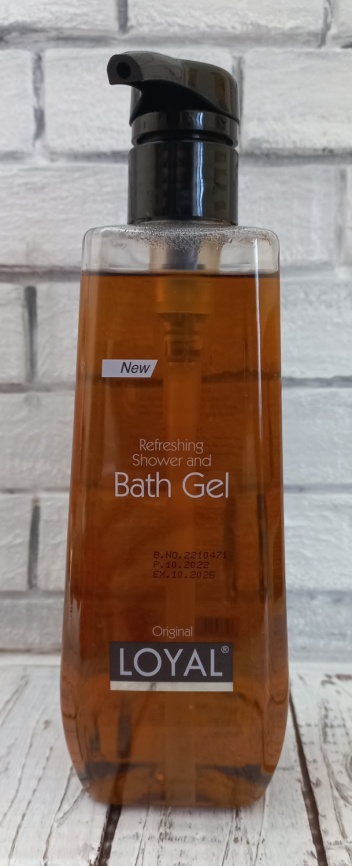 New
Refreshing
Shower and
Bath Gel
B.NO.2210471
P.10.2022
EX.10.2025
Original
LOYAL®